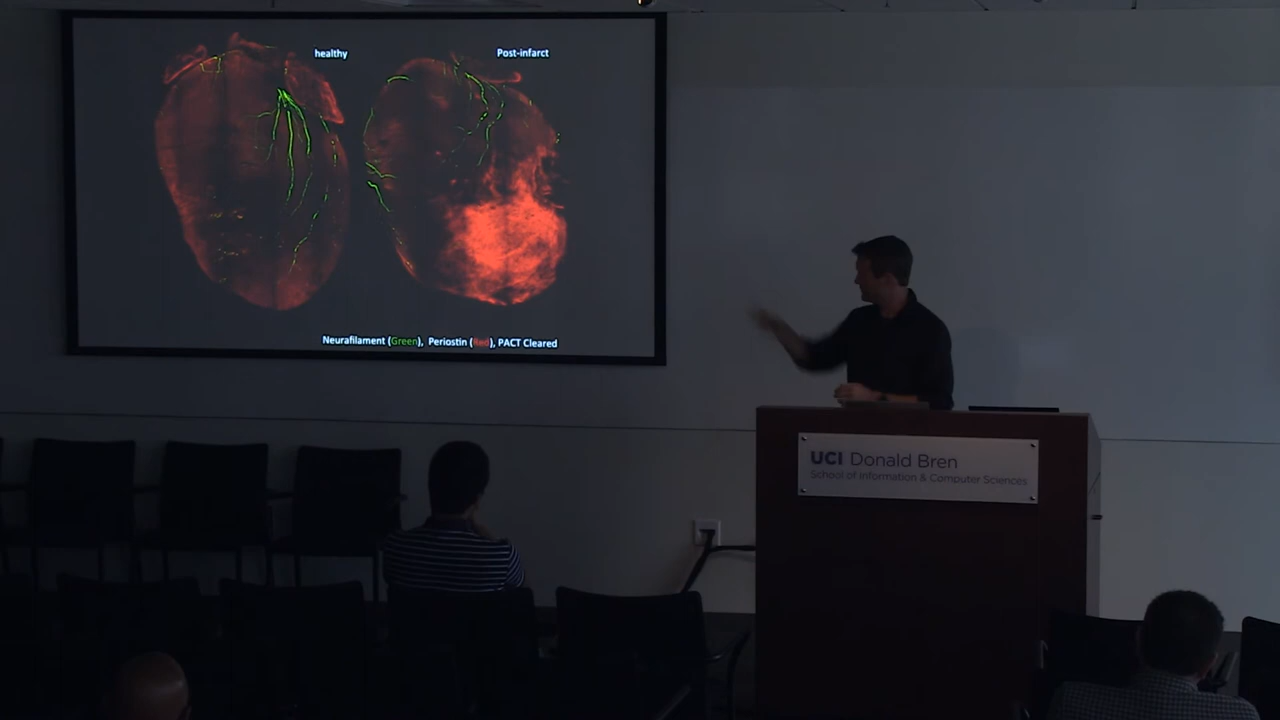 healthy
Post-infarct
Neurafilament (Green), Periostin (Red), PACT Cleared
UCI Donald Bren
School of Information & Computer Sciences